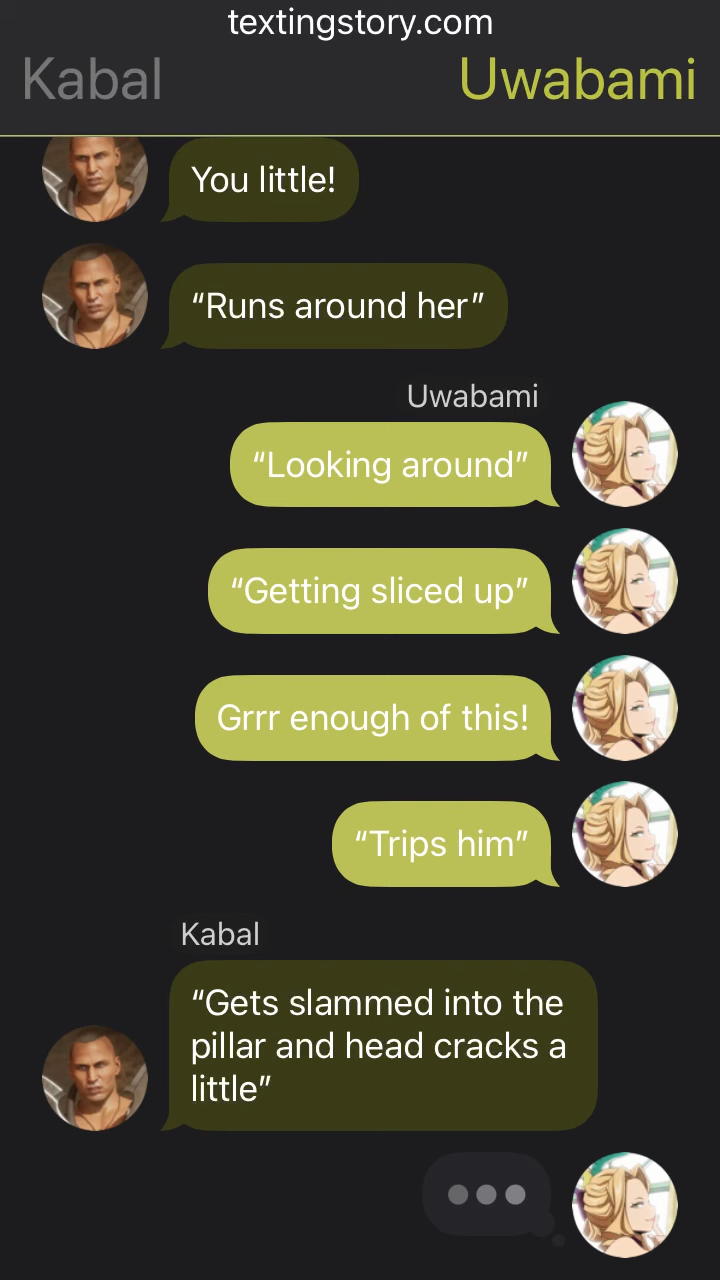 textingstory.com
Kabal
Uwabami
You little!
“Runs around her”
Uwabami
“Looking around”
“Getting sliced up”
Grrr enough of this!
“Trips him”
Kabal
“Gets slammed into the
pillar and head cracks a
little”